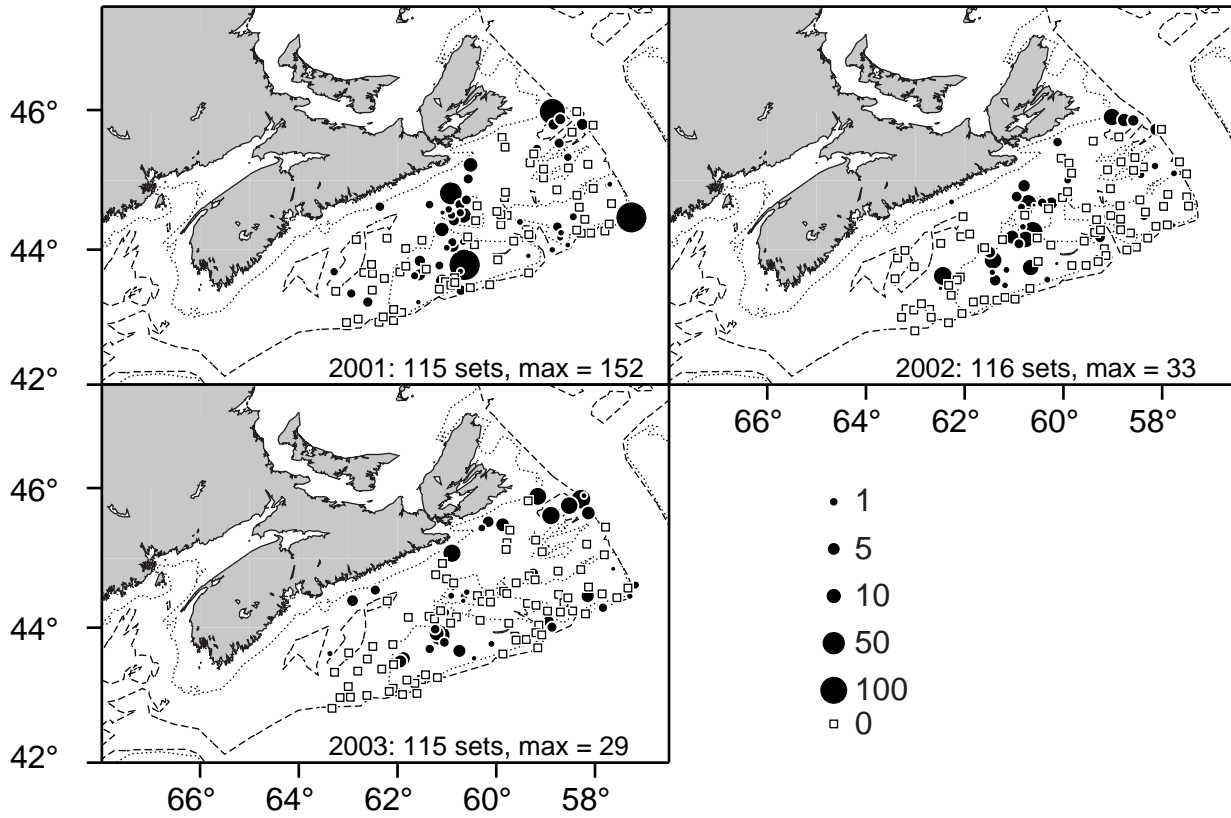 46°
44°
42°
2001: 115 sets, max = 152
2002: 116 sets, max = 33
66° 64° 62° 60° 58°
46°
44°
42°
2003: 115 sets, max = 29
66° 64° 62° 60° 58°
1
5
10
50
100
0